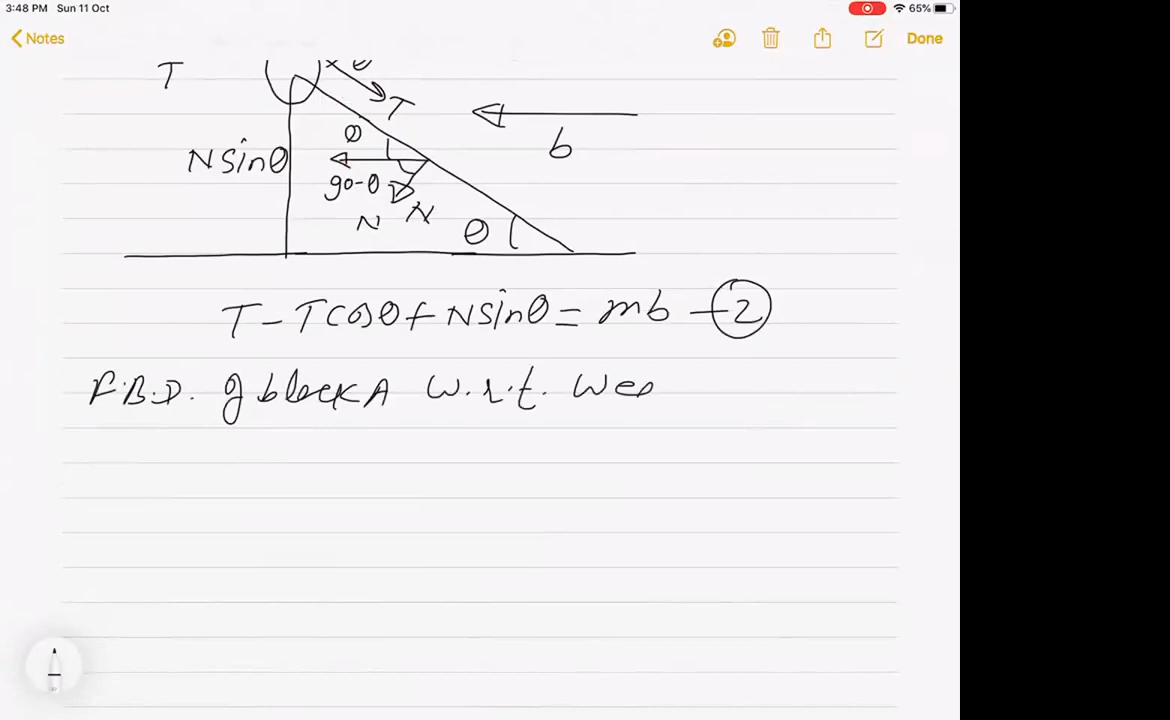 3:48 PM Sun 11 Oct 65%
Notes Done
T θ
T
θ b
N sinθ
90-θ
N N θ
T - T cosθ + N sinθ = mb - 2
F.B.D. of block A w.r.t. Wed